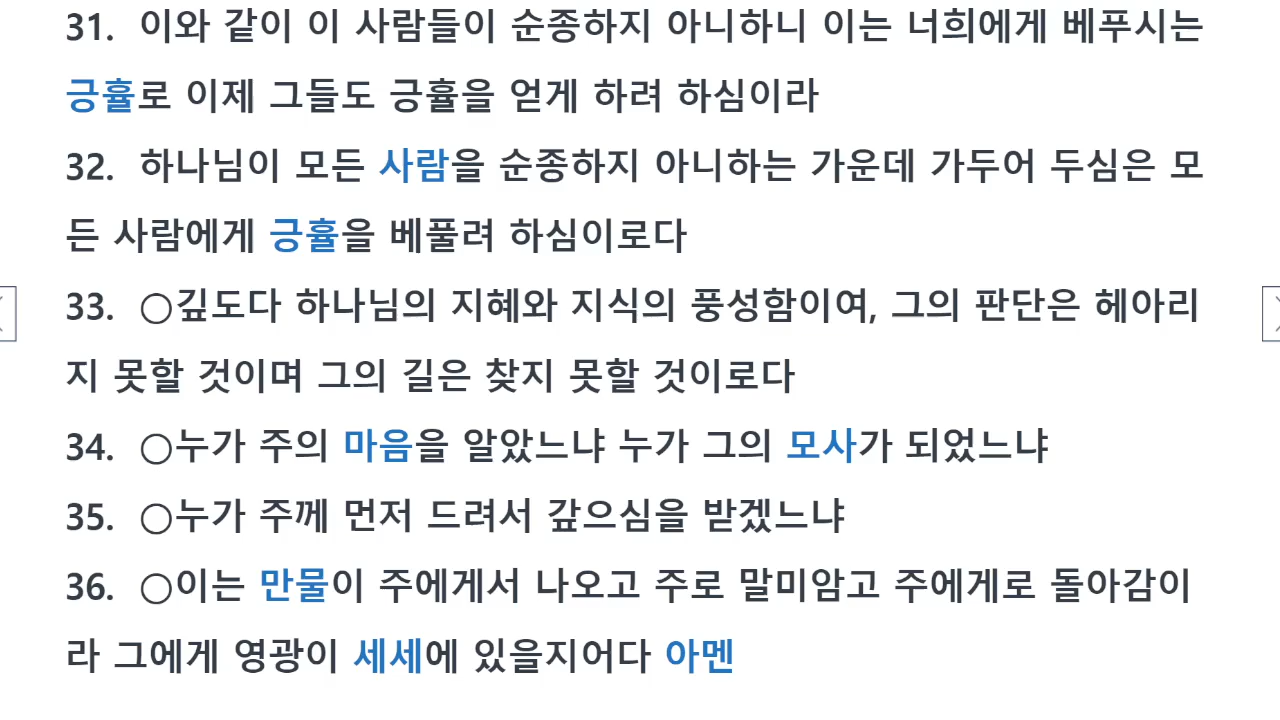 31. 이와 같이 이 사람들이 순종하지 아니하니 이는 너희에게 베푸시는
긍휼로 이제 그들도 긍휼을 얻게 하려 하심이라
32. 하나님이 모든 사람을 순종하지 아니하는 가운데 가두어 두심은 모
든 사람에게 긍휼을 베풀려 하심이로다
33. ○깊도다 하나님의 지혜와 지식의 풍성함이여, 그의 판단은 헤아리
지 못할 것이며 그의 길은 찾지 못할 것이로다
34. ○누가 주의 마음을 알았느냐 누가 그의 모사가 되었느냐
35. ○누가 주께 먼저 드려서 갚으심을 받겠느냐
36. ○이는 만물이 주에게서 나오고 주로 말미암고 주에게로 돌아감이
라 그에게 영광이 세세에 있을지어다 아멘